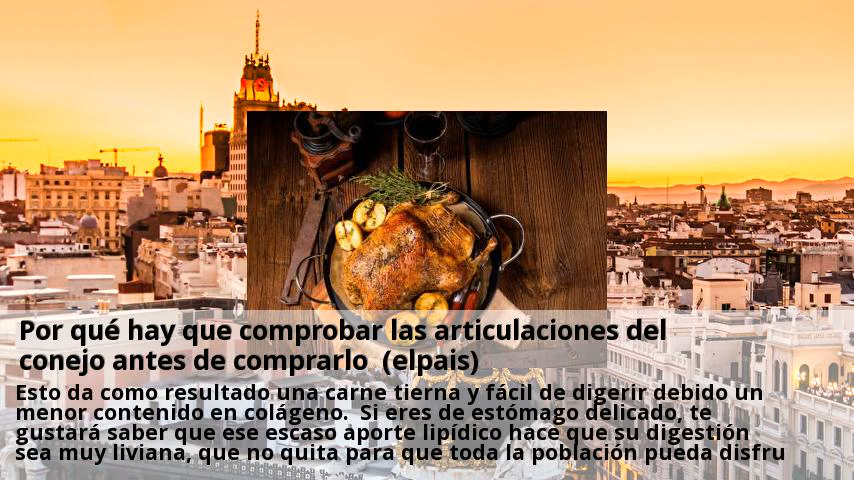 Por qué hay que comprobar las articulaciones del
conejo antes de comprarlo  (elpais)
Esto da como resultado una carne tierna y fácil de digerir debido un
menor contenido en colágeno.  Si eres de estómago delicado, te
gustará saber que ese escaso aporte lipídico hace que su digestión
sea muy liviana, que no quita para que toda la población pueda disfru